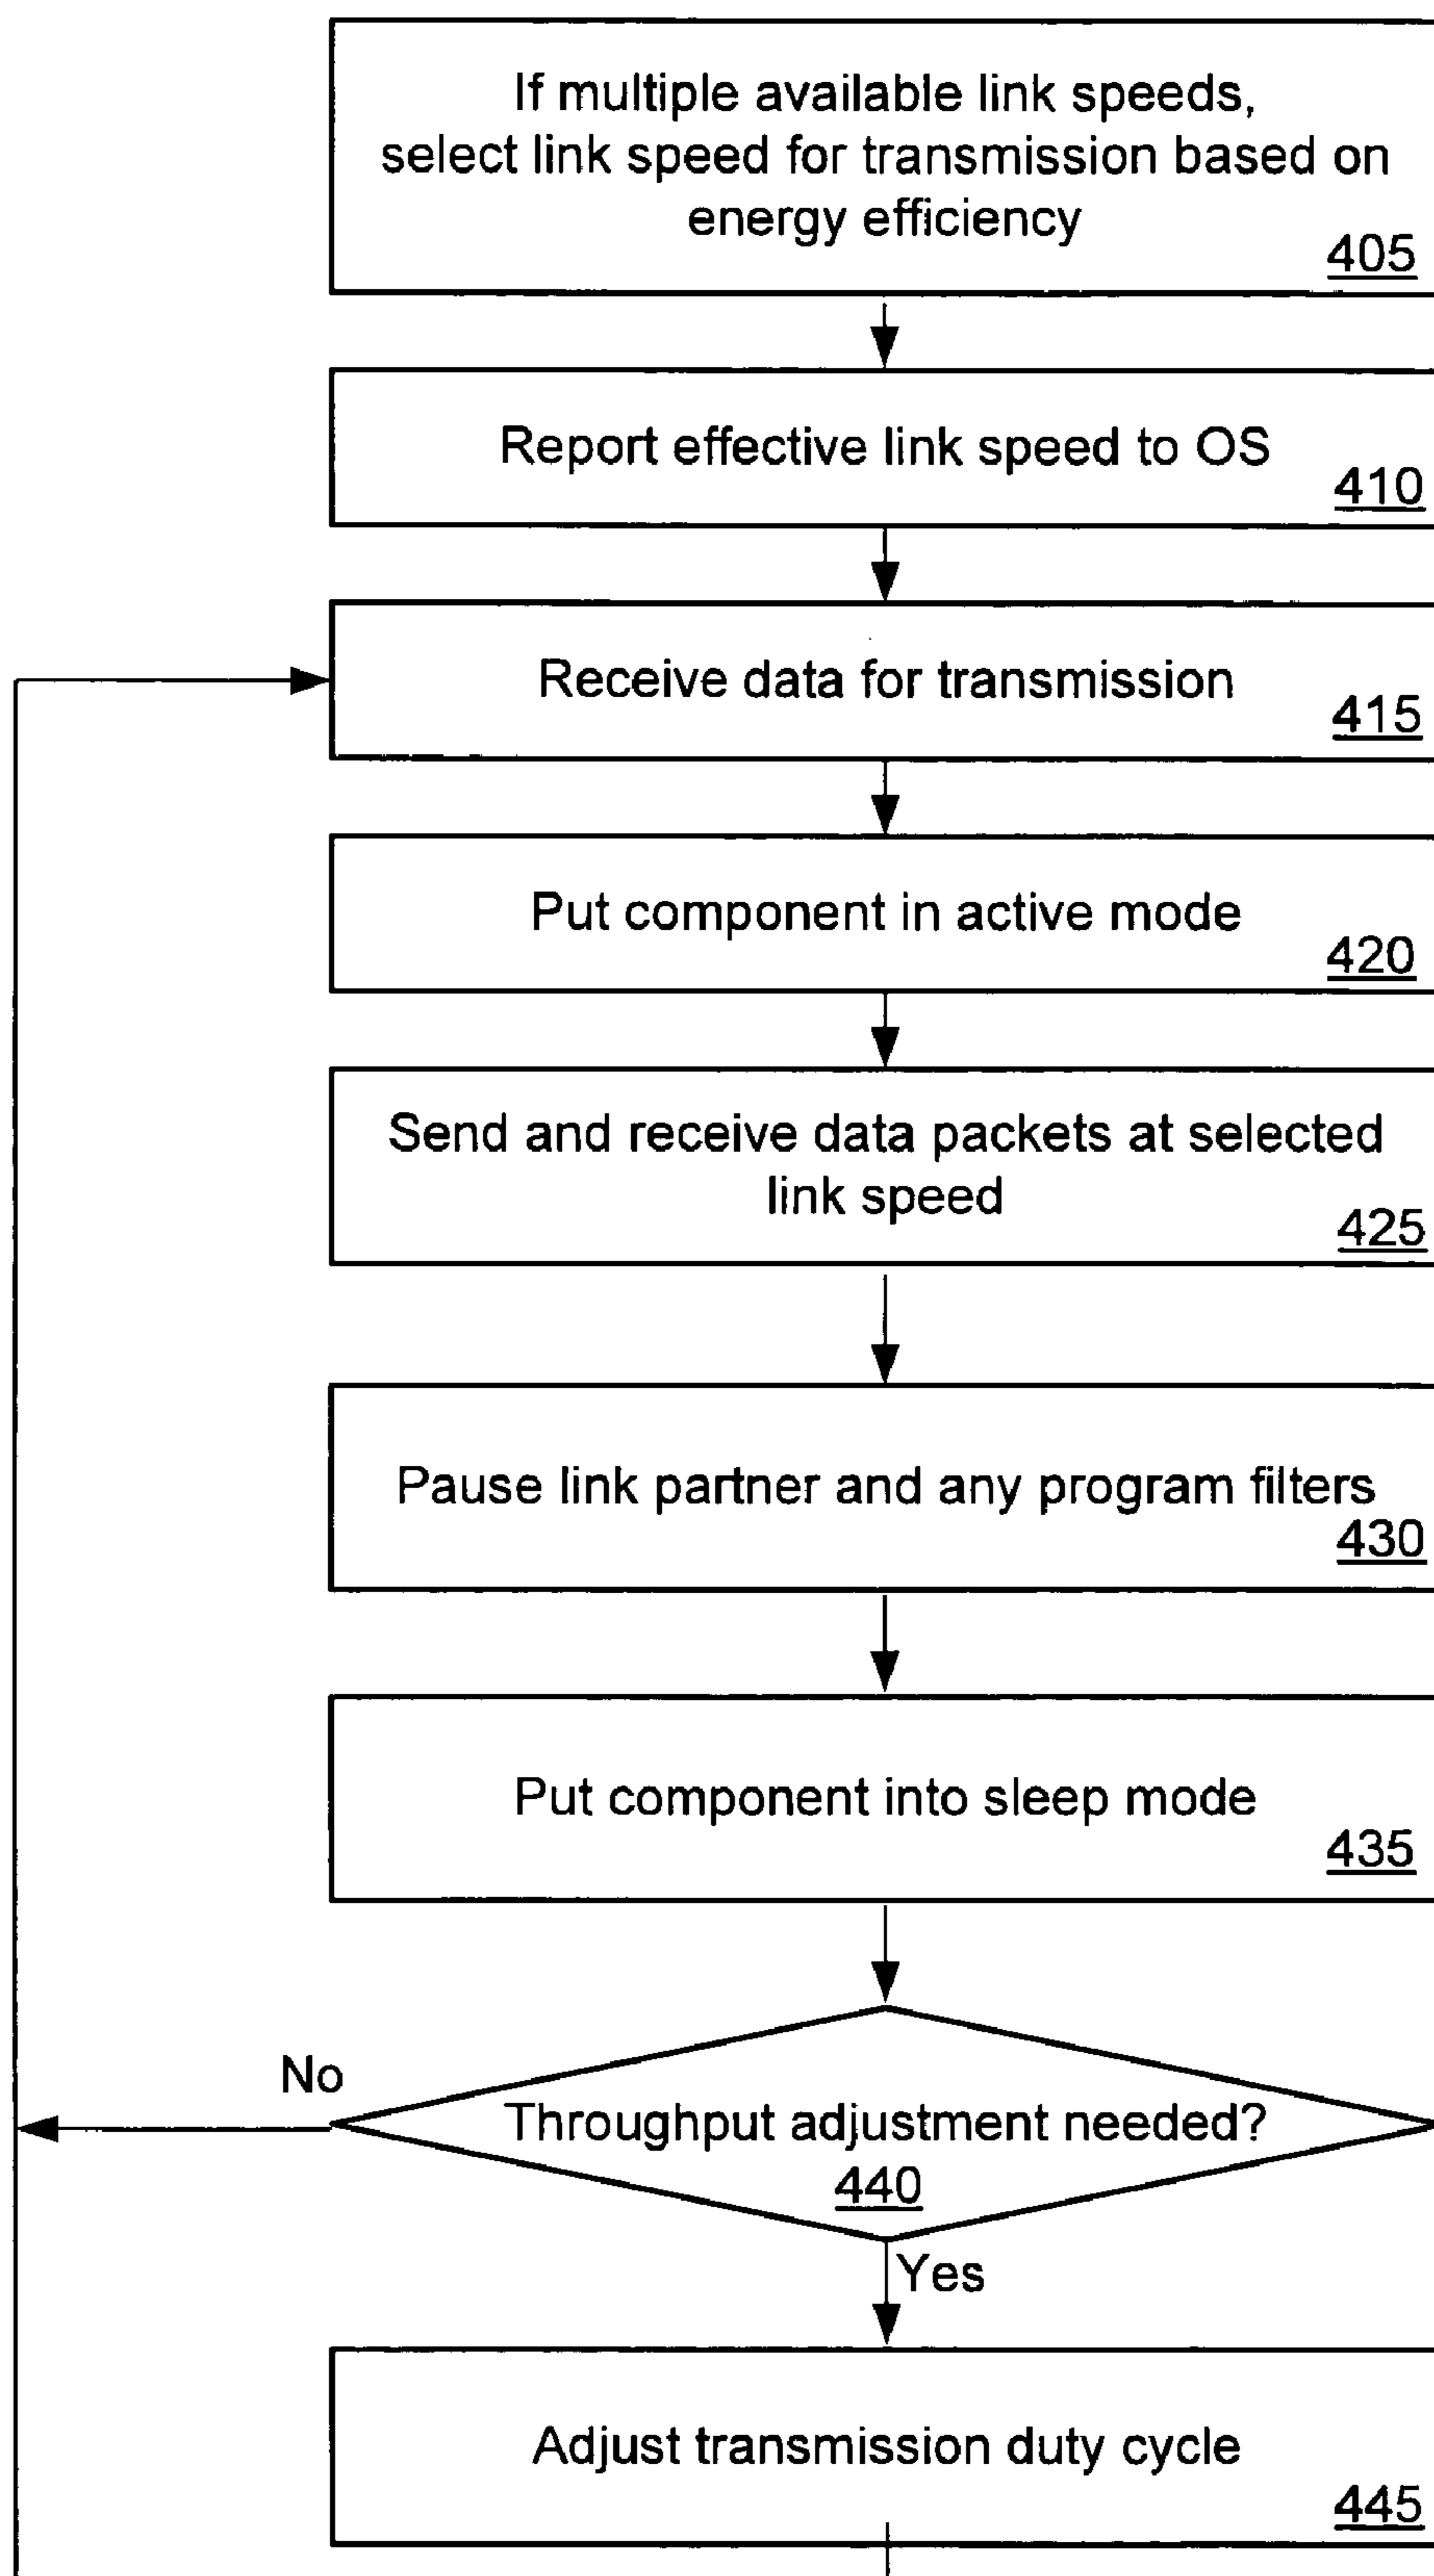 If multiple available link speeds,
select link speed for transmission based on
energy efficiency
405
Report effective link speed to OS
410
Receive data for transmission
415
Put component in active mode
420
Send and receive data packets at selected
link speed
425
Pause link partner and any program filters
430
Put component into sleep mode
435
No
Throughput adjustment needed?
440
Yes
Adjust transmission duty cycle
445